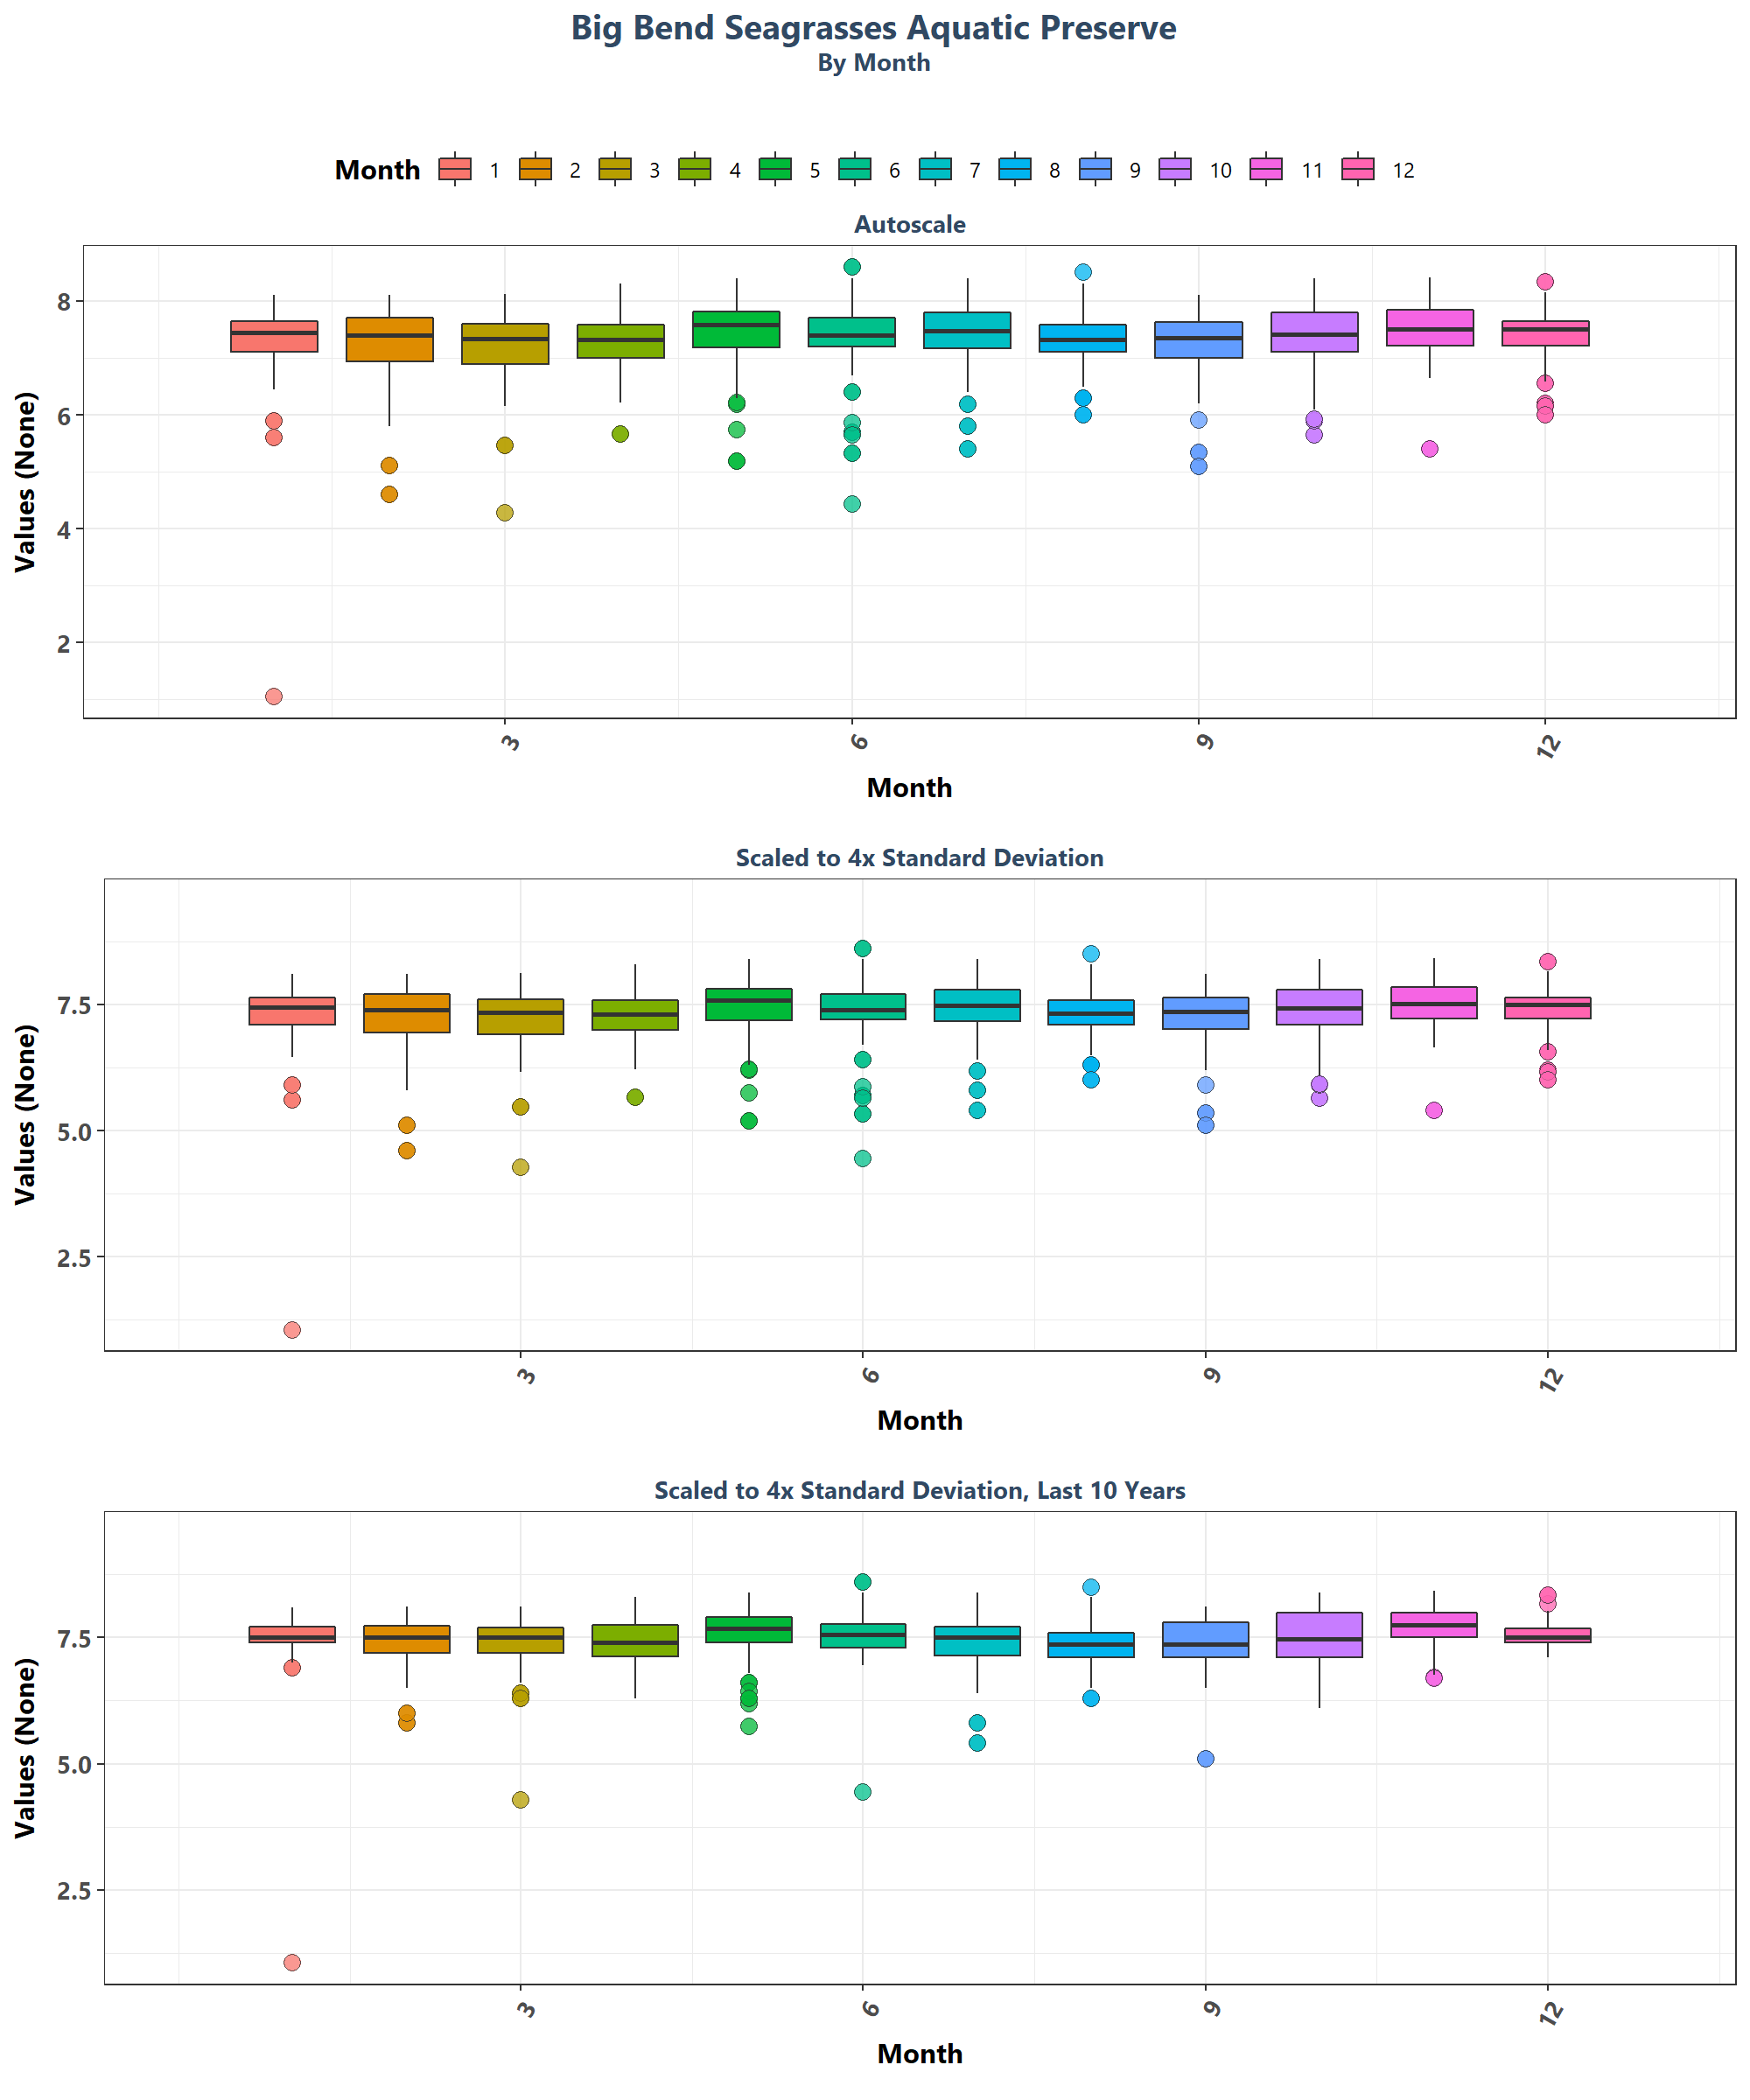 Big Bend Seagrasses Aquatic Preserve
By Month
Month 1 2 3 4 5 6 7 8 9 10 11 12
Autoscale
Values (None)
8
6
4
2
3 6 9 12
Month
Scaled to 4x Standard Deviation
Values (None)
7.5
5.0
2.5
3 6 9 12
Month
Scaled to 4x Standard Deviation, Last 10 Years
Values (None)
7.5
5.0
2.5
3 6 9 12
Month